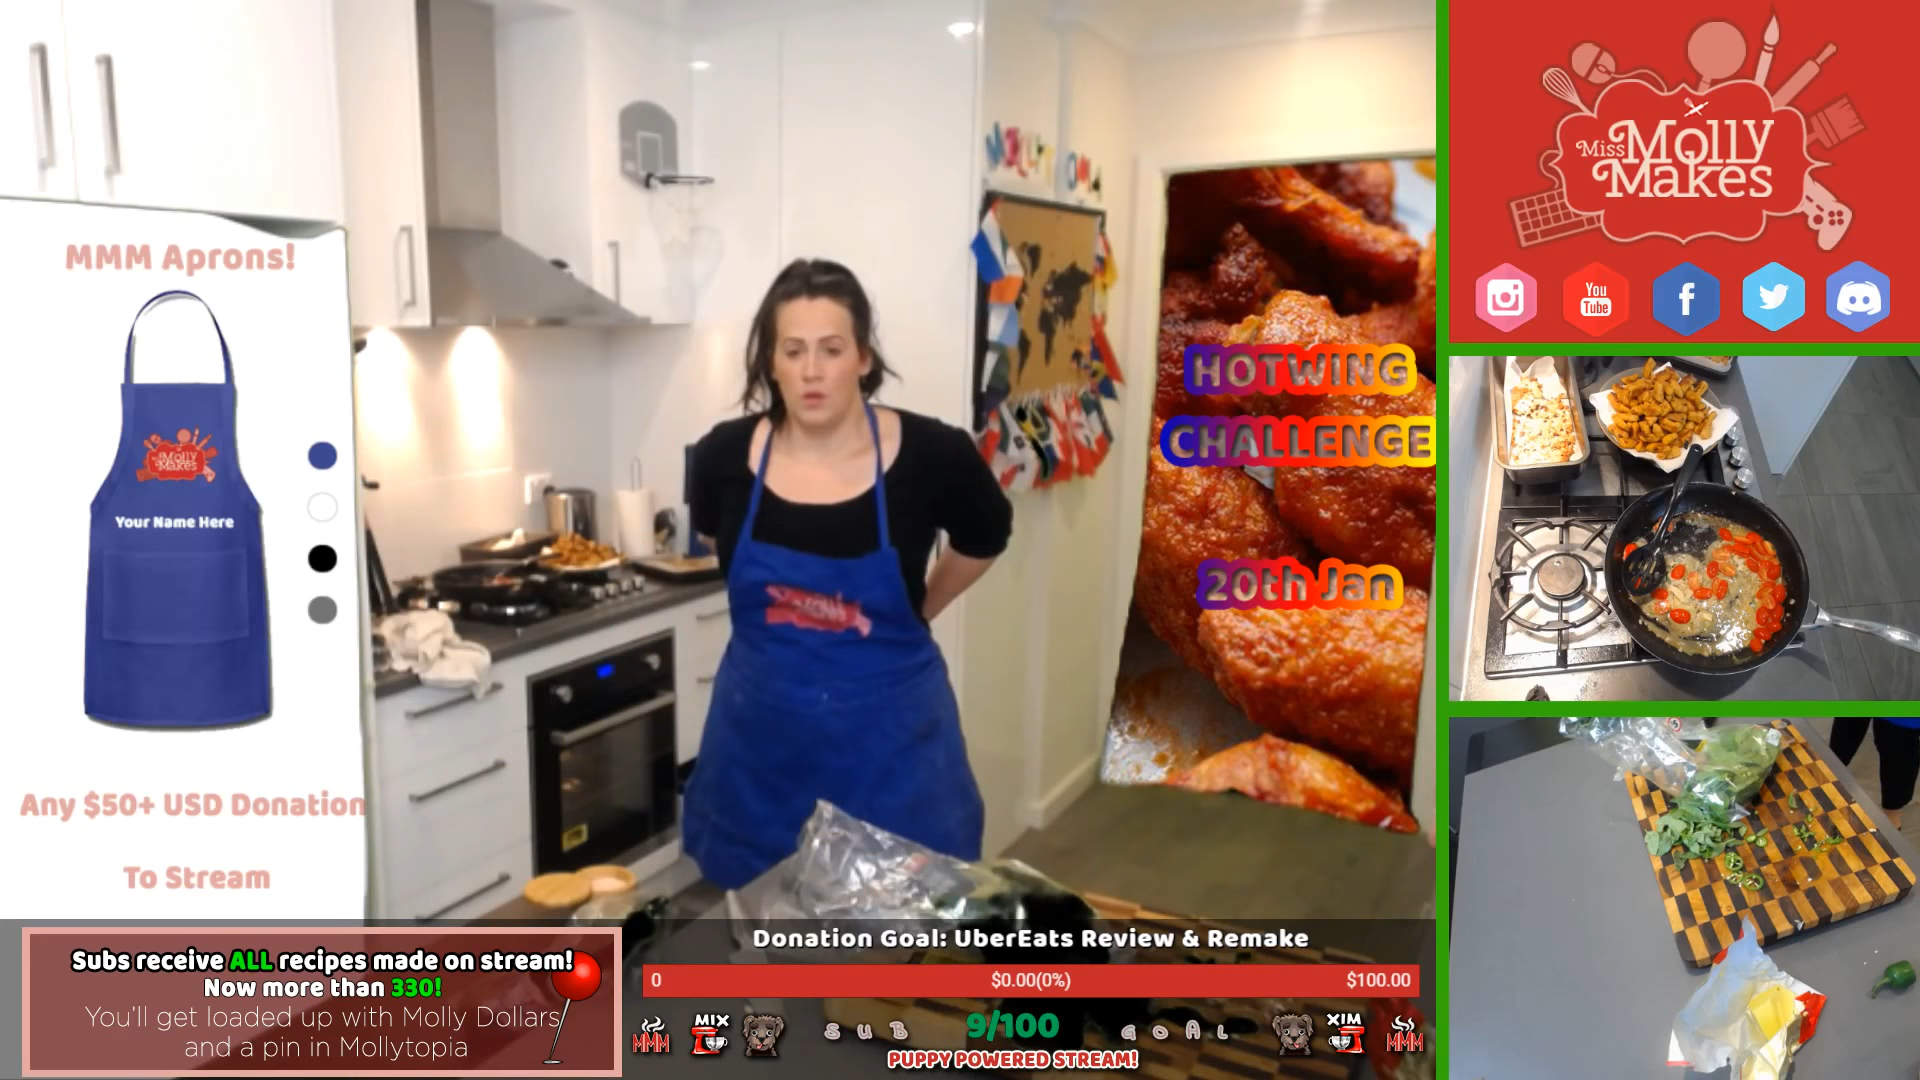 MMM Aprons!
Molly
Makes
Your Name Here
Any $50+ USD Donation
To Stream
HOTWING
CHALLENGE
20th Jan
Miss Molly
Makes
You
Tube
f
Subs receive ALL recipes made on stream!
Now more than 330!
You'll get loaded up with Molly Dollars
and a pin in Mollytopia
Donation Goal: UberEats Review & Remake
0 $0.00(0%) $100.00
MMM MIX SUB 9/100 GOAL XIM MMM
PUPPY POWERED STREAM!